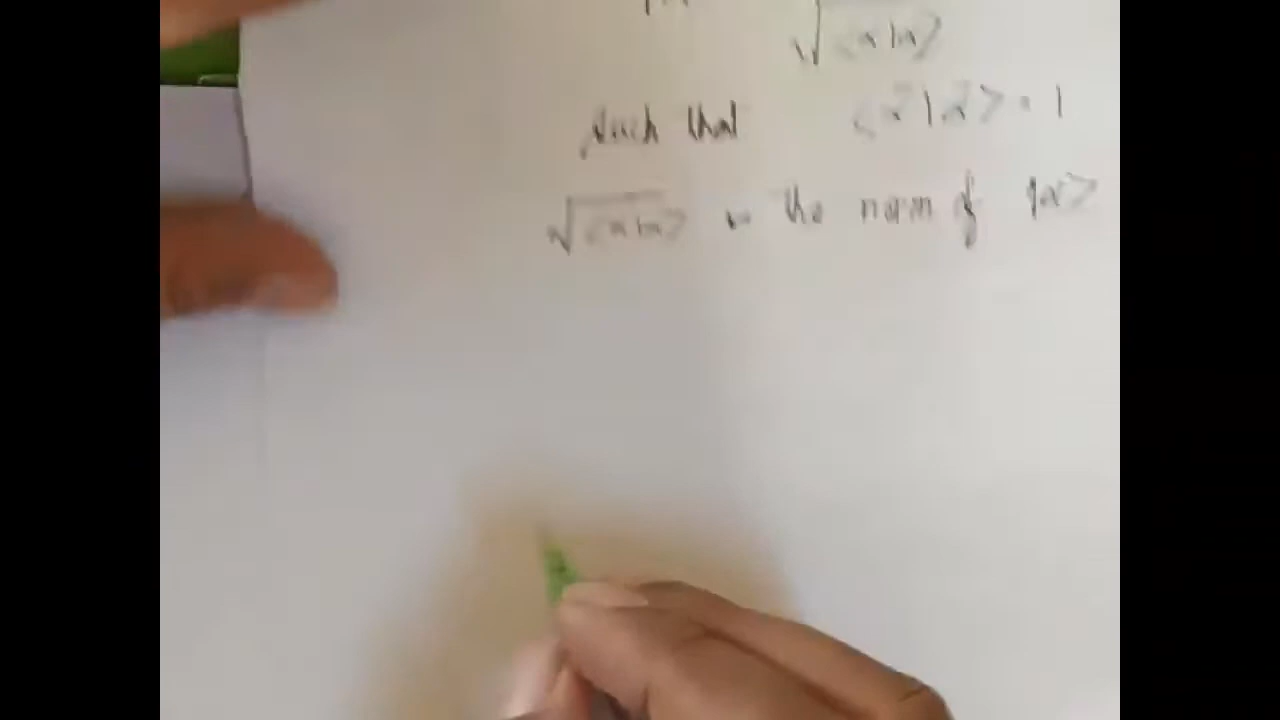 √⟨α|α⟩
such that ⟨α̃|α̃⟩ = 1
√⟨α|α⟩ is the norm of |α⟩